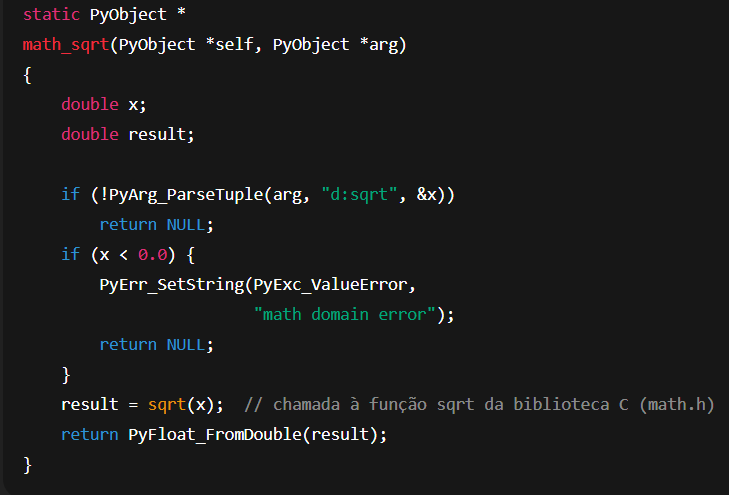 static PyObject *
math_sqrt(PyObject *self, PyObject *arg)
{
    double x;
    double result;

    if (!PyArg_ParseTuple(arg, "d:sqrt", &x))
        return NULL;
    if (x < 0.0) {
        PyErr_SetString(PyExc_ValueError,
                        "math domain error");
        return NULL;
    }
    result = sqrt(x);  // chamada à função sqrt da biblioteca C (math.h)
    return PyFloat_FromDouble(result);
}